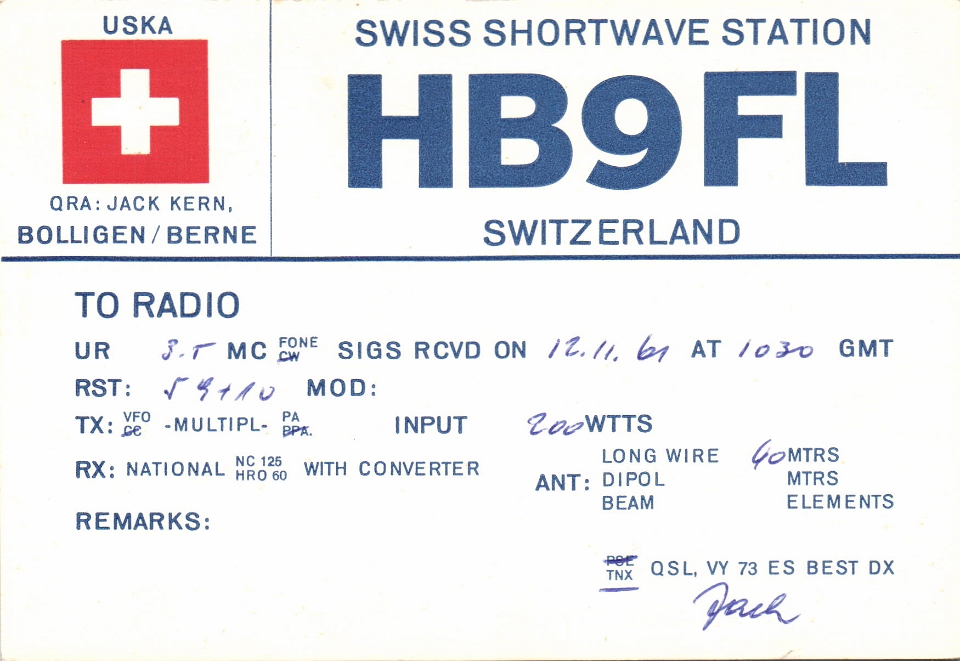 USKA
SWISS SHORTWAVE STATION
HB9FL
SWITZERLAND
QRA: JACK KERN,
BOLLIGEN / BERNE
TO RADIO
UR 3.5 MC FONE CW SIGS RCVD ON 12.11.61 AT 1030 GMT
RST: 59+10 MOD:
TX: VFO CC -MULTIPL- PA PPA. INPUT 200 WTTS
RX: NATIONAL NC 125 HRO 60 WITH CONVERTER
ANT: LONG WIRE 60 MTRS
DIPOL MTRS
BEAM ELEMENTS
REMARKS:
PSE TNX QSL, VY 73 ES BEST DX
Jack